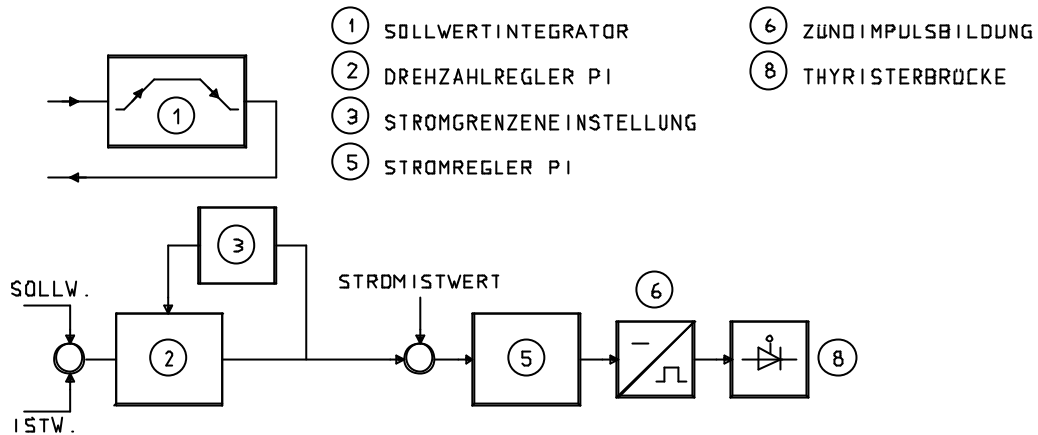 1 SOLLWERTINTEGRATOR
2 DREHZAHLREGLER PI
3 STROMGRENZENEINSTELLUNG
5 STROMREGLER PI
6 ZÜNDIMPULSBILDUNG
8 THYRISTERBRÜCKE
1
3
SOLLW.
STROMISTWERT
6
2
5
8
ISTW.